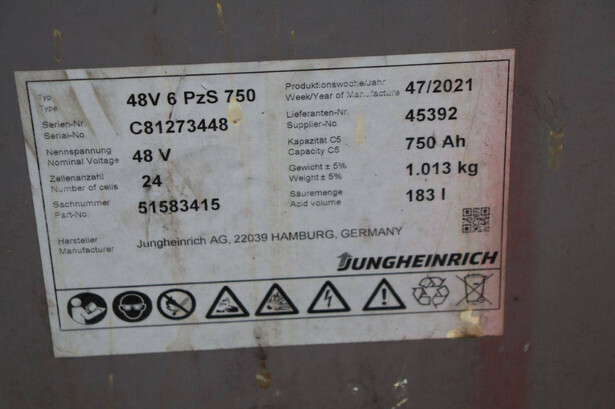 Typ
Type
48V 6 PzS 750
Produktionswoche/Jahr
Week/Year of Manufacture
47/2021
Serien-Nr.
Serial-No.
C81273448
Lieferanten-Nr.
Supplier-No.
45392
Nennspannung
Nominal Voltage
48 V
Kapazität C5
Capacity C5
750 Ah
Zellenanzahl
Number of cells
24
Gewicht ± 5%
Weight ± 5%
1.013 kg
Sachnummer
Part-No.
51583415
Säuremenge
Acid volume
183 l
Hersteller
Manufacturer
Jungheinrich AG, 22039 HAMBURG, GERMANY
JUNGHEINRICH